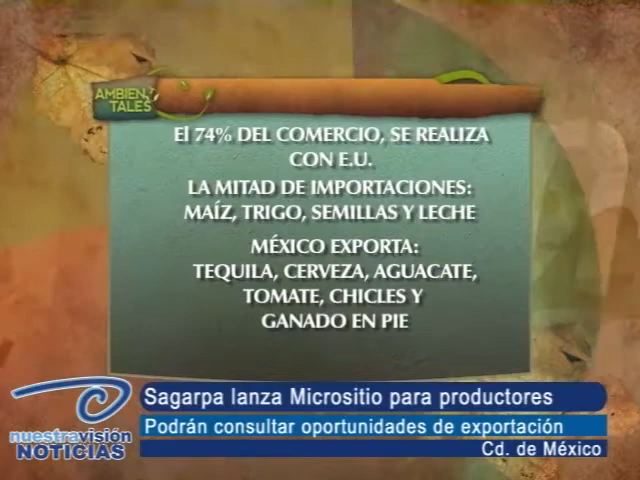 AMBIEN
TALES
El 74% DEL COMERCIO, SE REALIZA
CON E.U.
LA MITAD DE IMPORTACIONES:
MAÍZ, TRIGO, SEMILLAS Y LECHE
MÉXICO EXPORTA:
TEQUILA, CERVEZA, AGUACATE,
TOMATE, CHICLES Y
GANADO EN PIE
Sagarpa lanza Micrositio para productores
Podrán consultar oportunidades de exportación
Cd. de México
nuestravisión
NOTICIAS